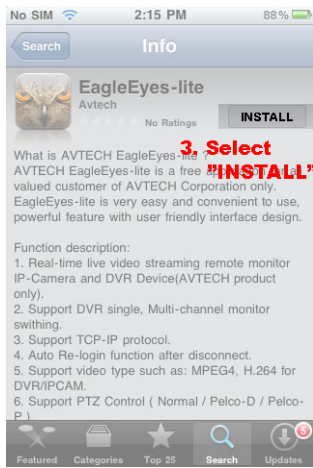 No SIM 2:15 PM 88%
Search Info
EagleEyes-lite
Avtech
No Ratings
INSTALL
3. Select
"INSTALL"
What is AVTECH EagleEyes-lite ?
AVTECH EagleEyes-lite is a free for as
valued customer of AVTECH Corporation only.
EagleEyes-lite is very easy and convenient to use,
powerful feature with user friendly interface design.
Function description:
1. Real-time live video streaming remote monitor
IP-Camera and DVR Device(AVTECH product
only).
2. Support DVR single, Multi-channel monitor
swithing.
3. Support TCP-IP protocol.
4. Auto Re-login function after disconnect.
5. Support video type such as: MPEG4, H.264 for
DVR/IPCAM.
6. Support PTZ Control ( Normal / Pelco-D / Pelco-
P )
5
Featured Categories Top 25 Search Updates